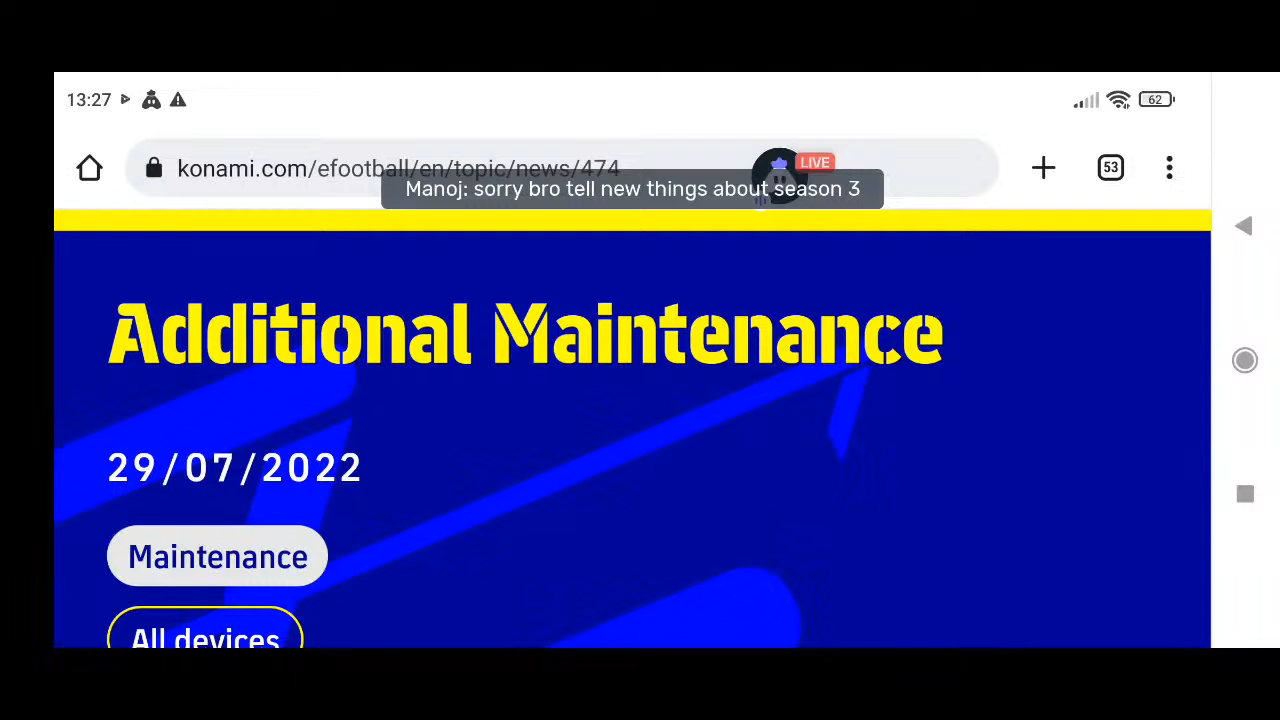 13:27
62
konami.com/efootball/en/topic/news/474
LIVE
53
Manoj: sorry bro tell new things about season 3
Additional Maintenance
29/07/2022
Maintenance
All devices